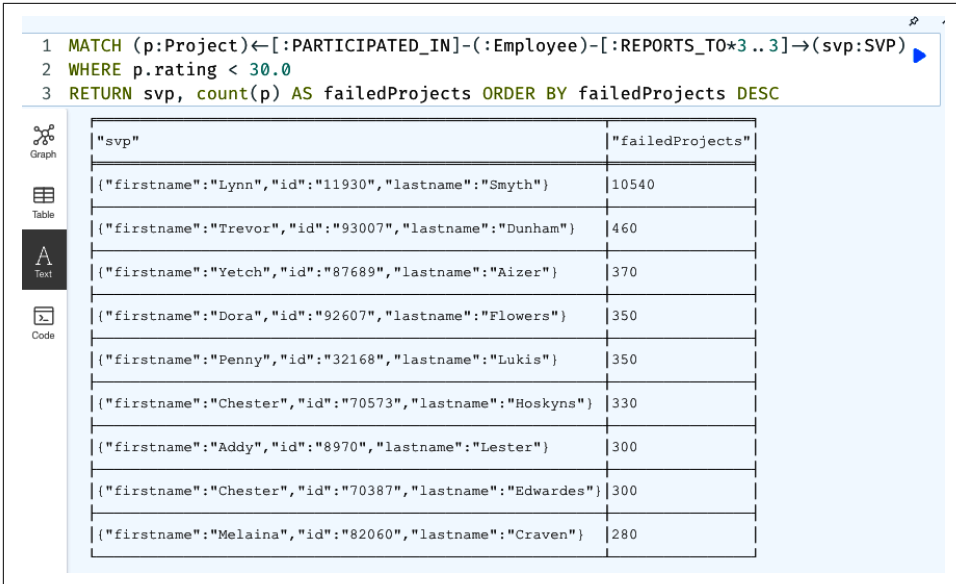 1 MATCH (p:Project)←[:PARTICIPATED_IN]-(:Employee)-[:REPORTS_TO*3..3]→(svp:SVP)
2 WHERE p.rating < 30.0
3 RETURN svp, count(p) AS failedProjects ORDER BY failedProjects DESC
Graph
Table
A
Text
Code
"svp" "failedProjects"
{"firstname":"Lynn","id":"11930","lastname":"Smyth"} 10540
{"firstname":"Trevor","id":"93007","lastname":"Dunham"} 460
{"firstname":"Yetch","id":"87689","lastname":"Aizer"} 370
{"firstname":"Dora","id":"92607","lastname":"Flowers"} 350
{"firstname":"Penny","id":"32168","lastname":"Lukis"} 350
{"firstname":"Chester","id":"70573","lastname":"Hoskyns"} 330
{"firstname":"Addy","id":"8970","lastname":"Lester"} 300
{"firstname":"Chester","id":"70387","lastname":"Edwardes"} 300
{"firstname":"Melaina","id":"82060","lastname":"Craven"} 280